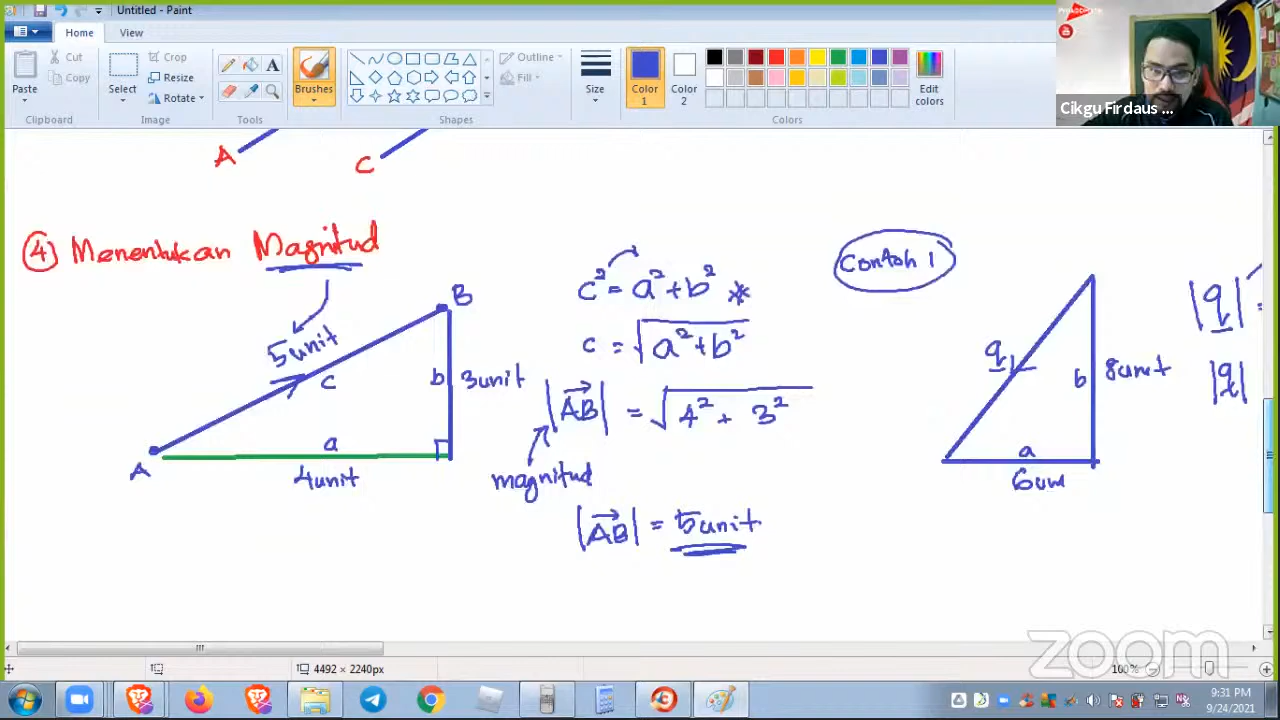 Untitled - Paint
Home View
Paste
Cut
Copy
Clipboard
Select
Crop
Resize
Rotate
Image
A
Tools
Brushes
Outline
Fill
Shapes
Size
Color 1
Color 2
Edit colors
Colors
Cikgu Firdaus ...
A
C
④ Menentukan Magnitud
5unit
c
B
b 3unit
a
A
4unit
c² = a² + b² *
c = √(a² + b²)
|AB| = √(4² + 3²)
magnitud
|AB| = 5unit
Contoh 1
q
b 8unit
a
6um
|q| =
|q|
zoom
4492 × 2240px
100%
9:31 PM
9/24/2021